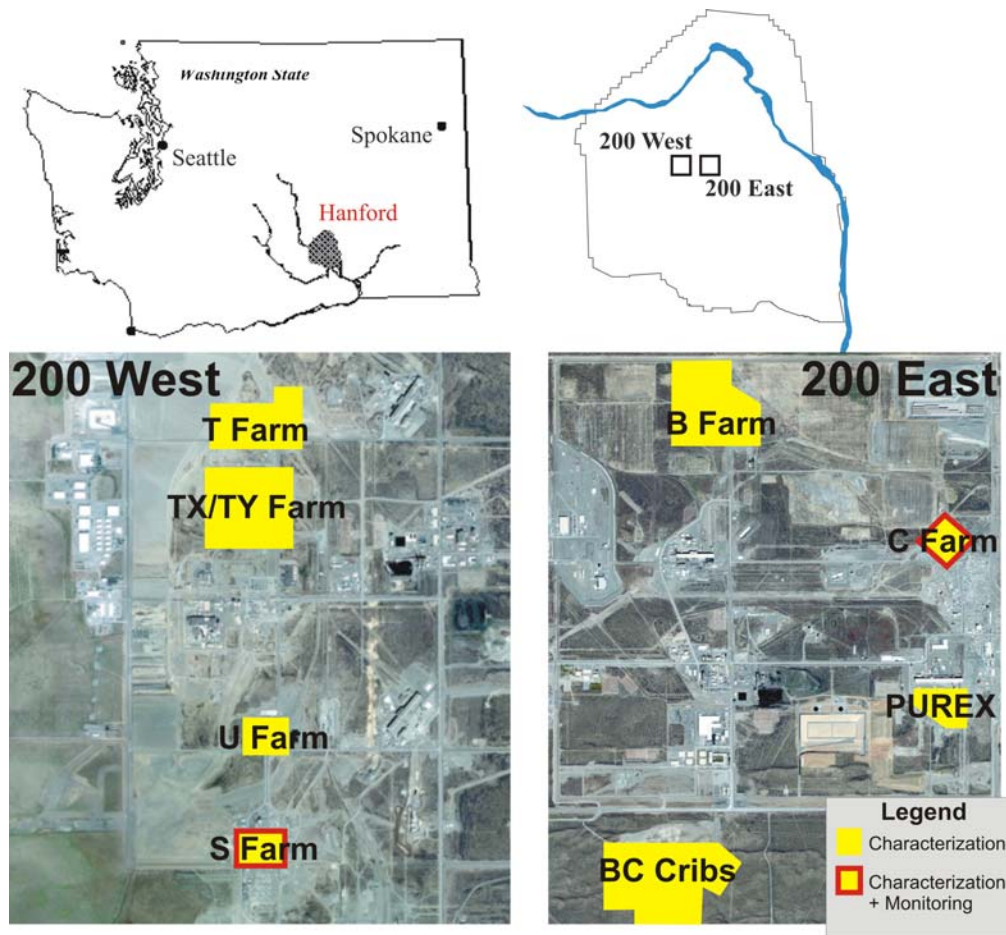 Washington State
Seattle
Spokane
Hanford
200 West
200 East
200 West
T Farm
TX/TY Farm
U Farm
S Farm
200 East
B Farm
C Farm
PUREX
BC Cribs
Legend
Characterization
Characterization
+ Monitoring